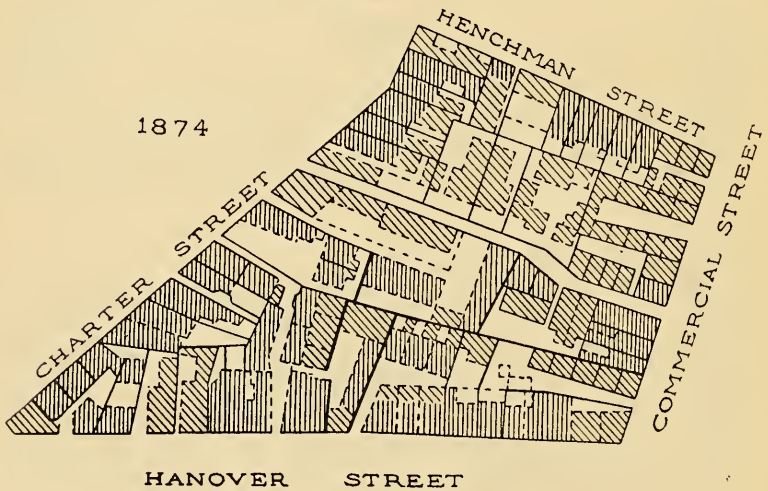 HENCHMAN STREET
1874
CHARTER STREET
COMMERCIAL STREET
HANOVER STREET